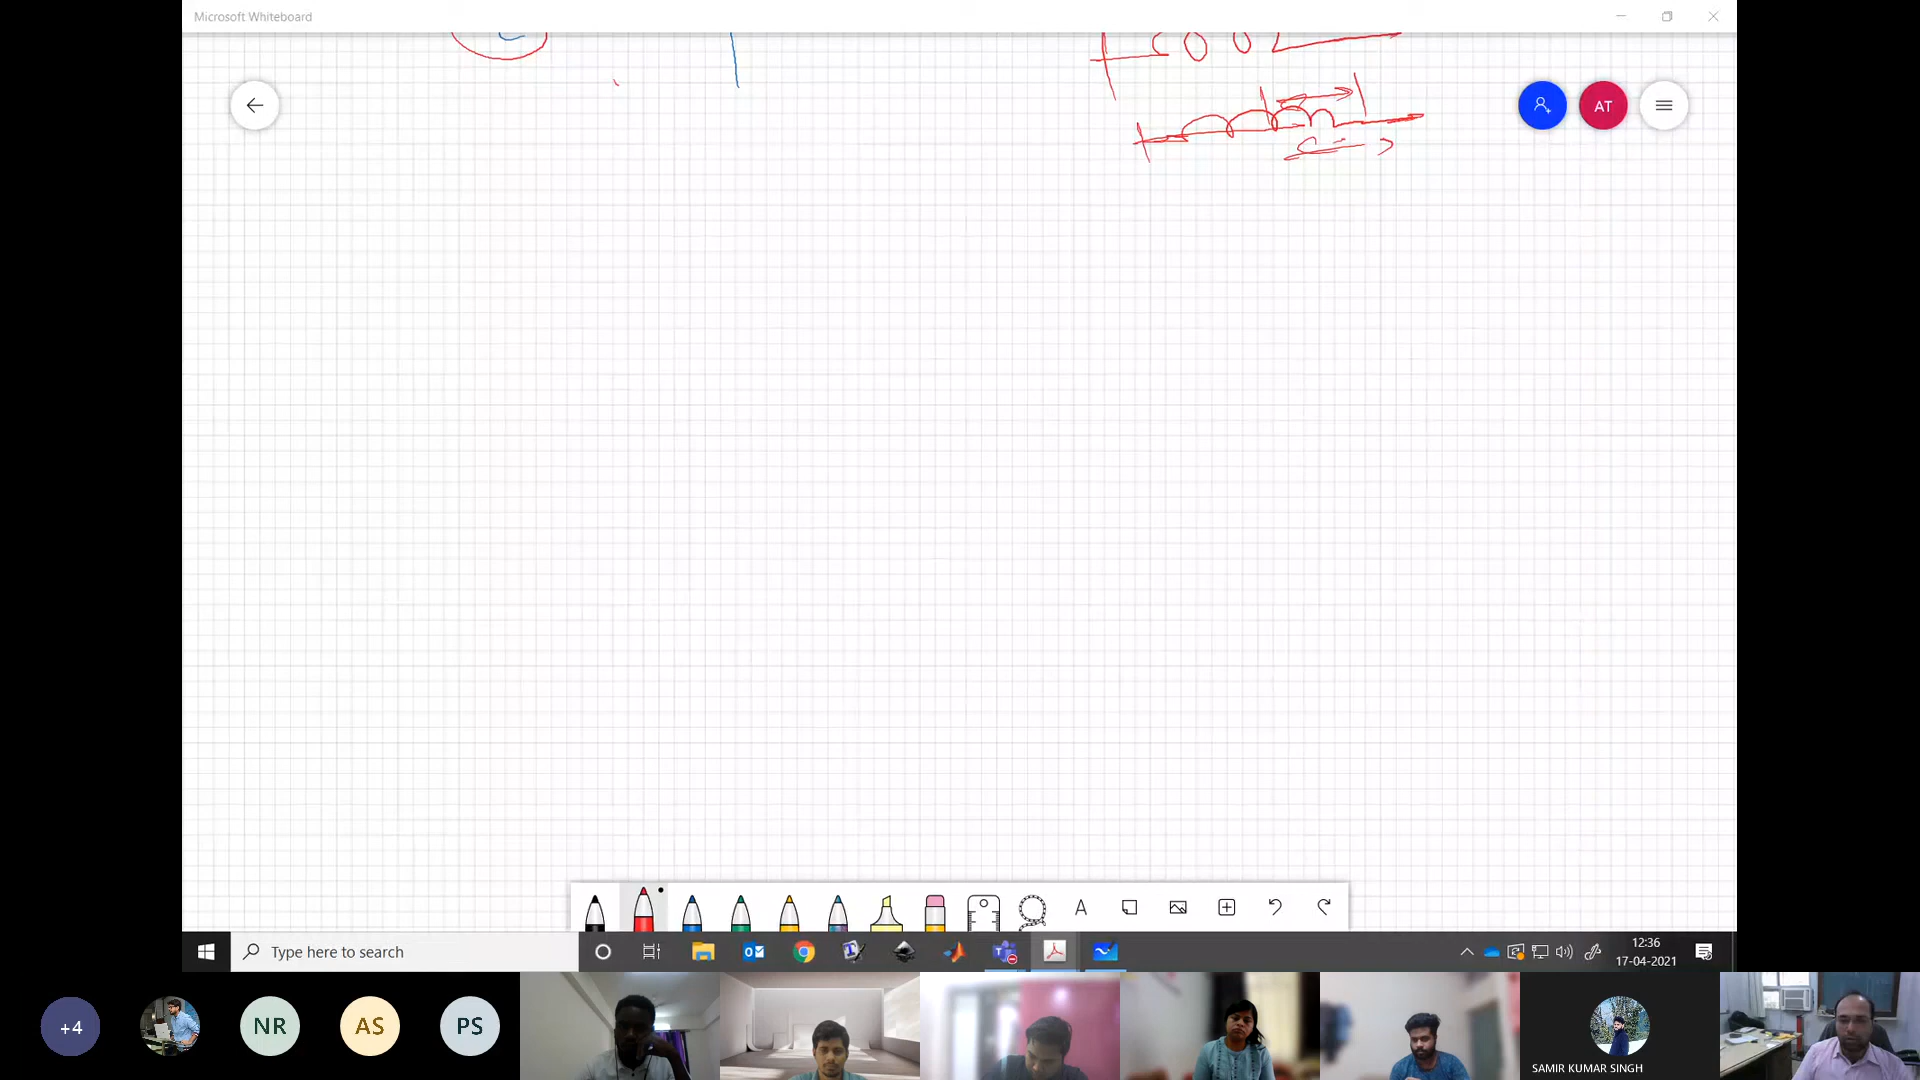 Microsoft Whiteboard
AT
A
Type here to search
12:36
17-04-2021
+4
NR
AS
PS
SAMIR KUMAR SINGH